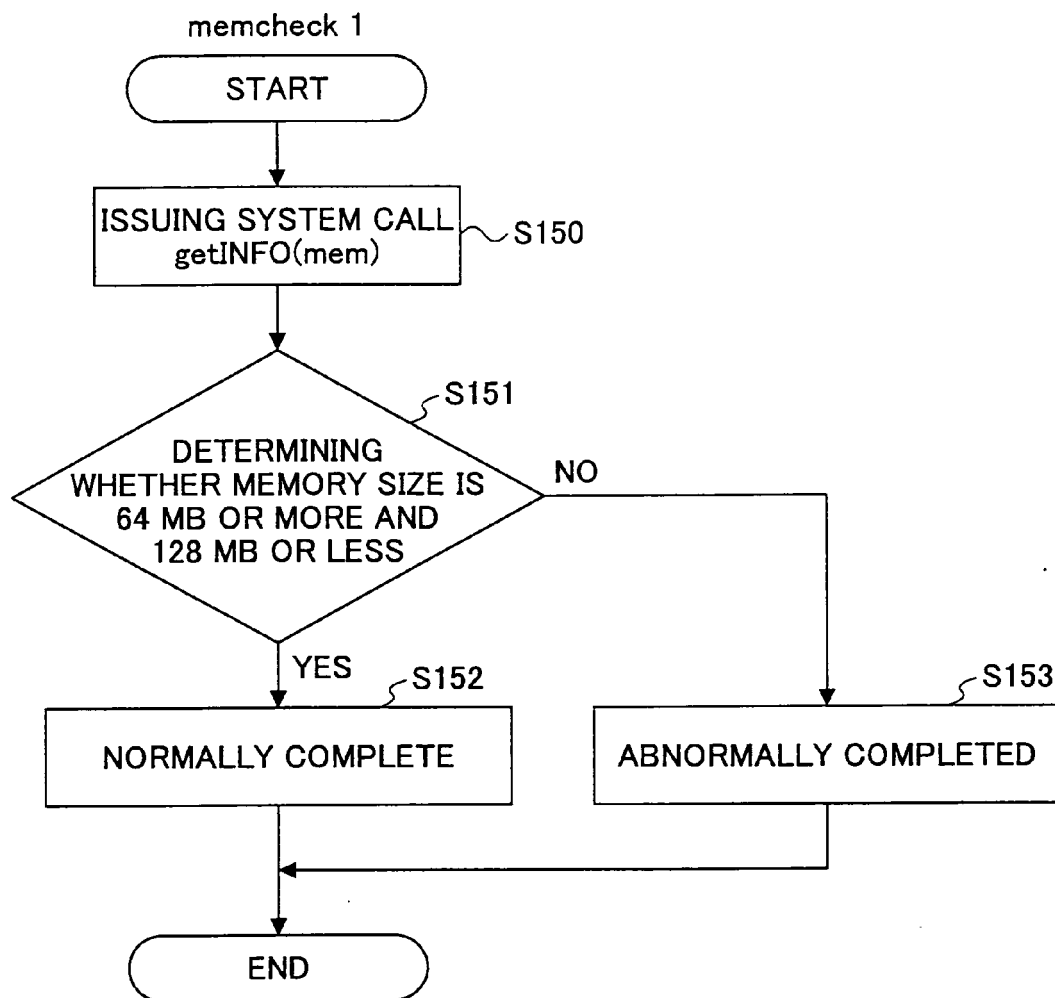 memcheck 1
START
ISSUING SYSTEM CALL
getINFO(mem)
S150
S151
DETERMINING
WHETHER MEMORY SIZE IS
64 MB OR MORE AND
128 MB OR LESS
NO
YES
S152
S153
NORMALLY COMPLETE
ABNORMALLY COMPLETED
END